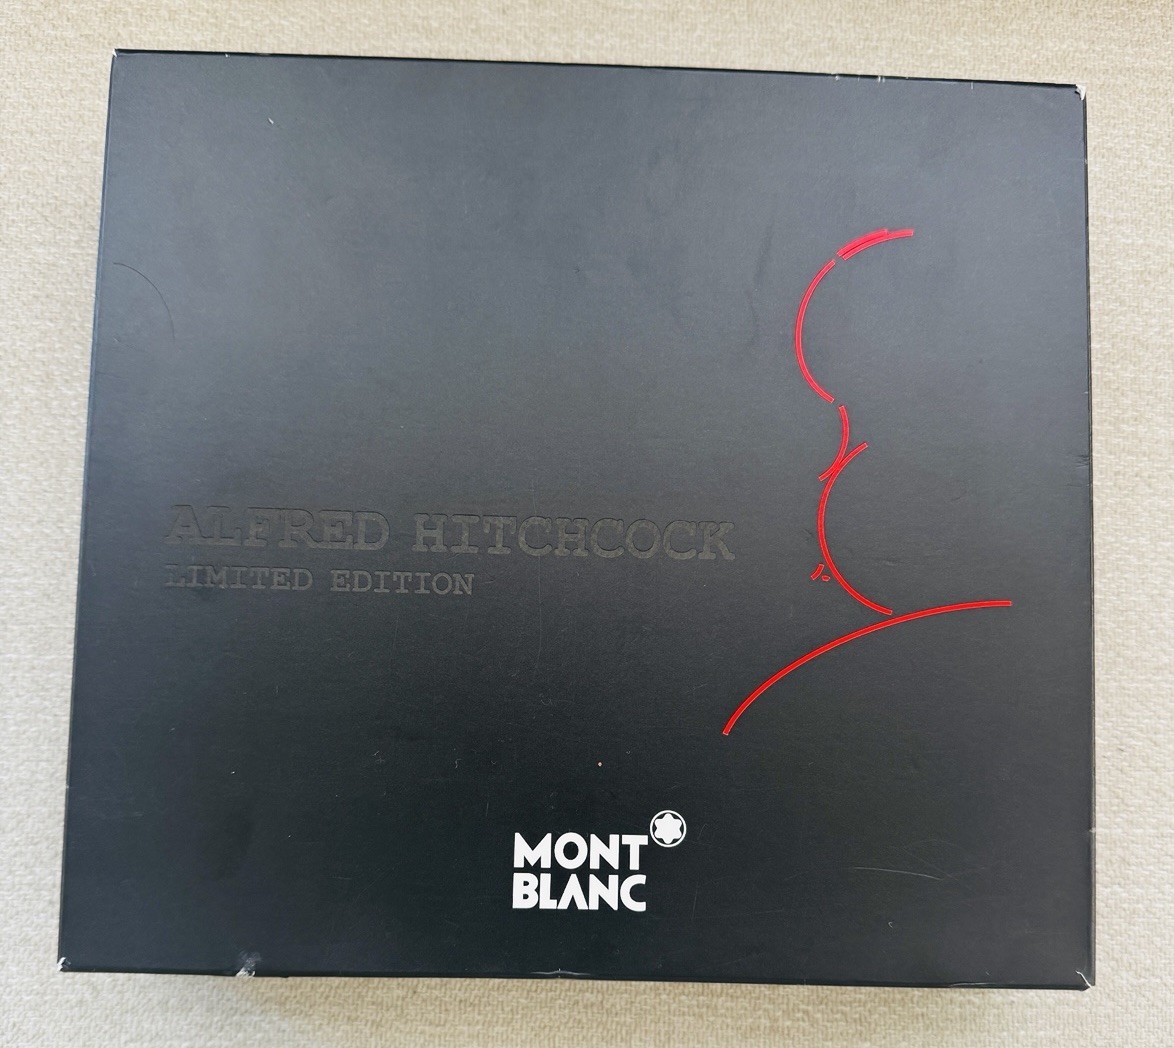 ALFRED HITCHCOCK
LIMITED EDITION
MONT
BLANC